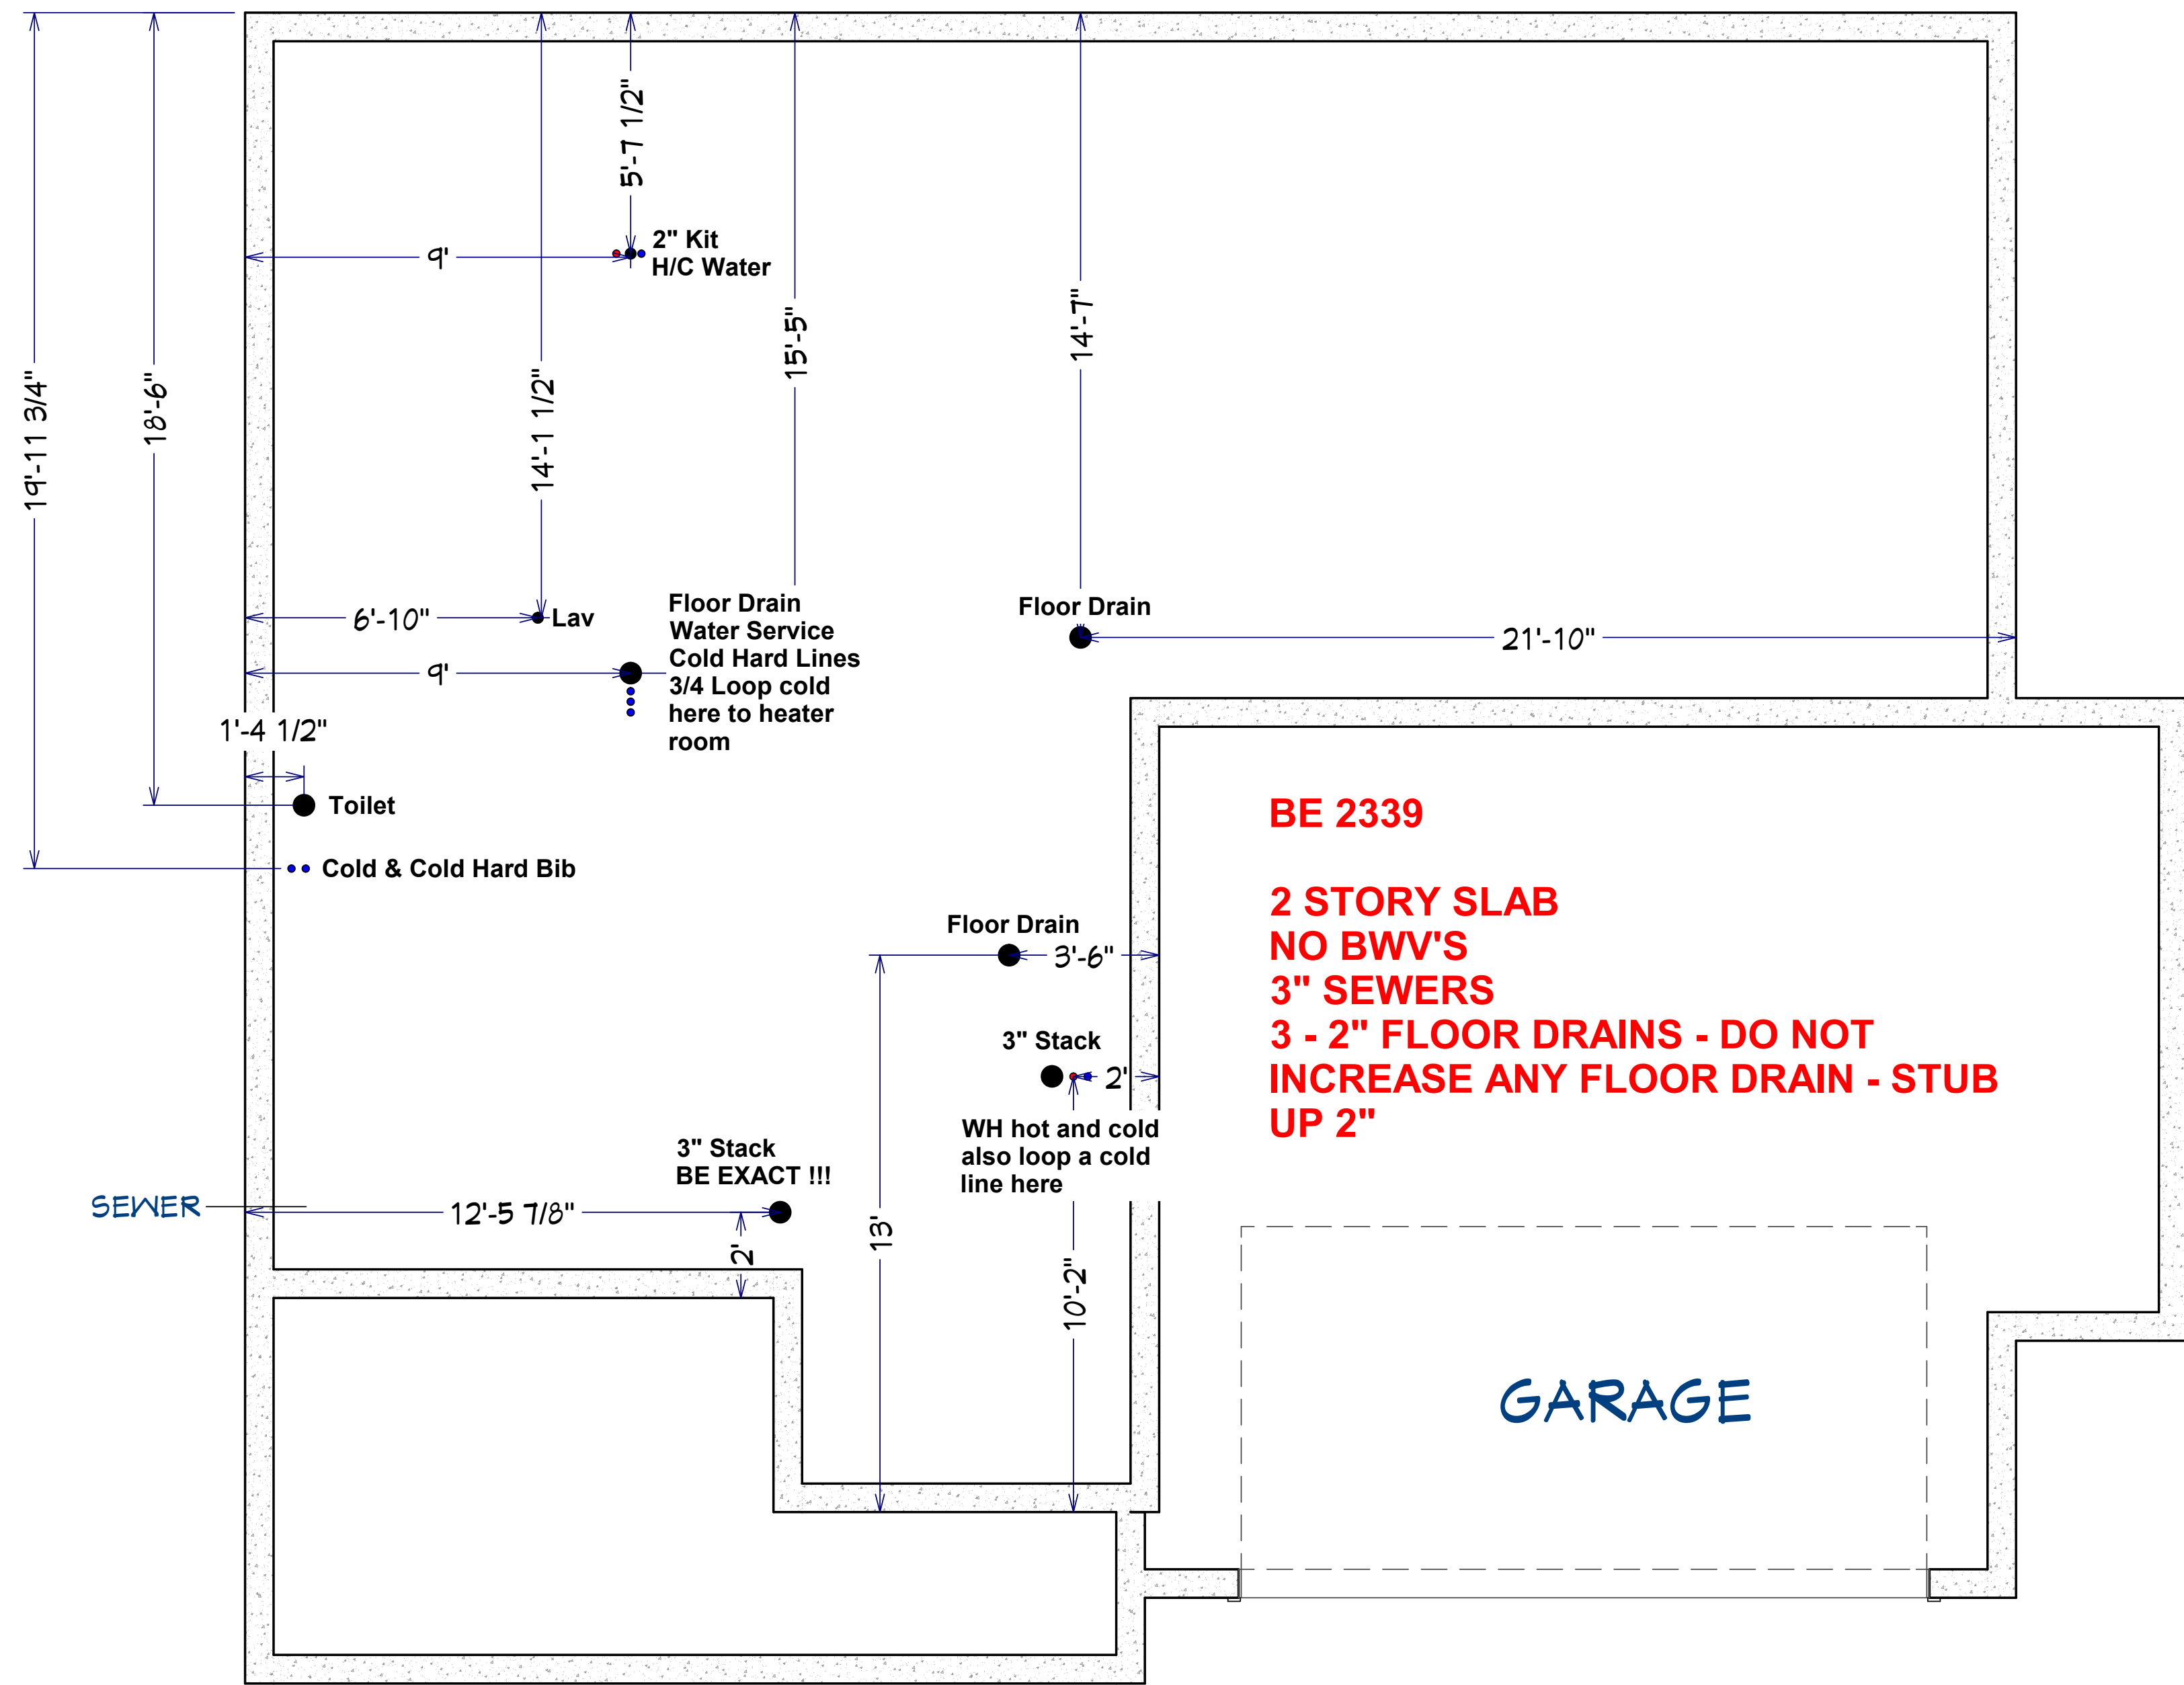 5'-7 1/2"
9'
2" Kit
H/C Water
15'-5"
14'-7"
19'-11 3/4"
18'-6"
14'-1 1/2"
6'-10"
Lav
Floor Drain
Water Service
Cold Hard Lines
3/4 Loop cold
here to heater
room
9'
Floor Drain
21'-10"
1'-4 1/2"
Toilet
Cold & Cold Hard Bib
BE 2339
2 STORY SLAB
NO BWV'S
3" SEWERS
3 - 2" FLOOR DRAINS - DO NOT
INCREASE ANY FLOOR DRAIN - STUB
UP 2"
Floor Drain
3'-6"
3" Stack
2'
WH hot and cold
also loop a cold
line here
3" Stack
BE EXACT !!!
SEWER
12'-5 7/8"
2'
13'
10'-2"
GARAGE